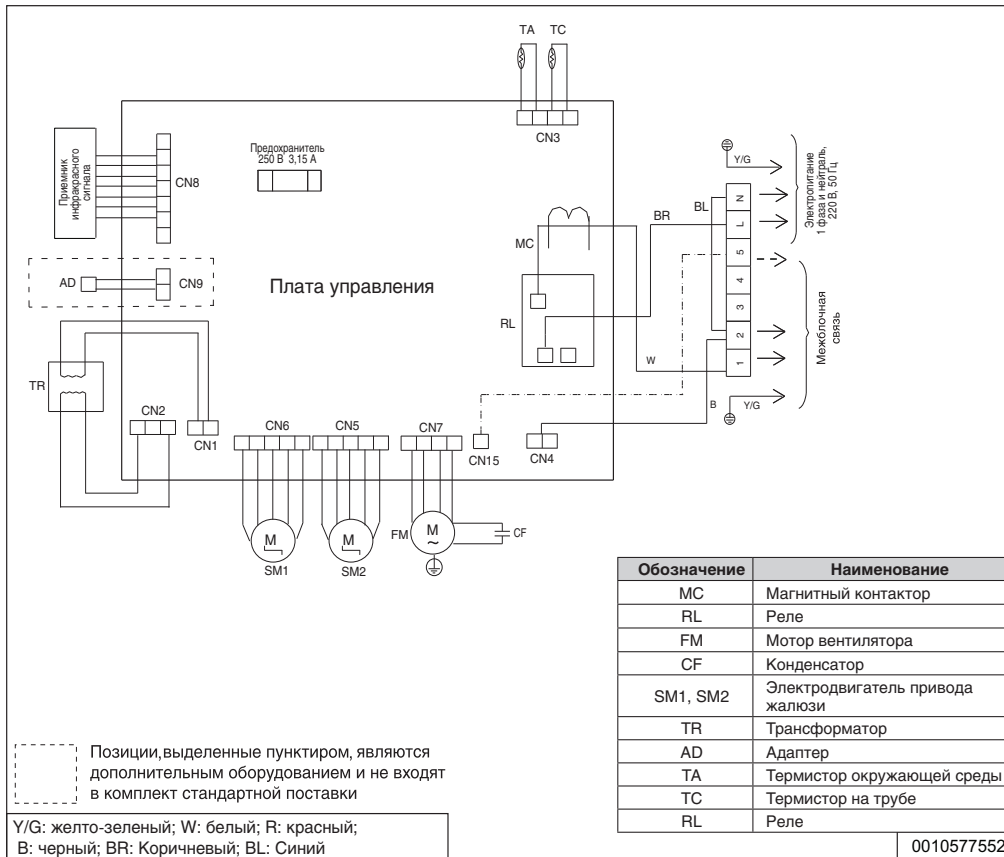 TA TC
CN3
Предохранитель
250 В 3,15 А
Приемник
инфракрасного
сигнала
CN8
Y/G
Электропитание
1 фаза и нейтраль,
220 В, 50 Гц
BL
BR
N
L
5
4
3
2
1
MC
AD
CN9
Плата управления
RL
Межблочная
связь
W
TR
B
Y/G
CN2
CN1
CN6
CN5
CN7
CN15
CN4
M
SM1
M
SM2
FM
M
~
CF
Обозначение Наименование
MC Магнитный контактор
RL Реле
FM Мотор вентилятора
CF Конденсатор
SM1, SM2 Электродвигатель привода
жалюзи
TR Трансформатор
AD Адаптер
TA Термистор окружающей среды
TC Термистор на трубе
RL Реле
Позиции,выделенные пунктиром, являются
дополнительным оборудованием и не входят
в комплект стандартной поставки
Y/G: желто-зеленый; W: белый; R: красный;
B: черный; BR: Коричневый; BL: Синий
0010577552